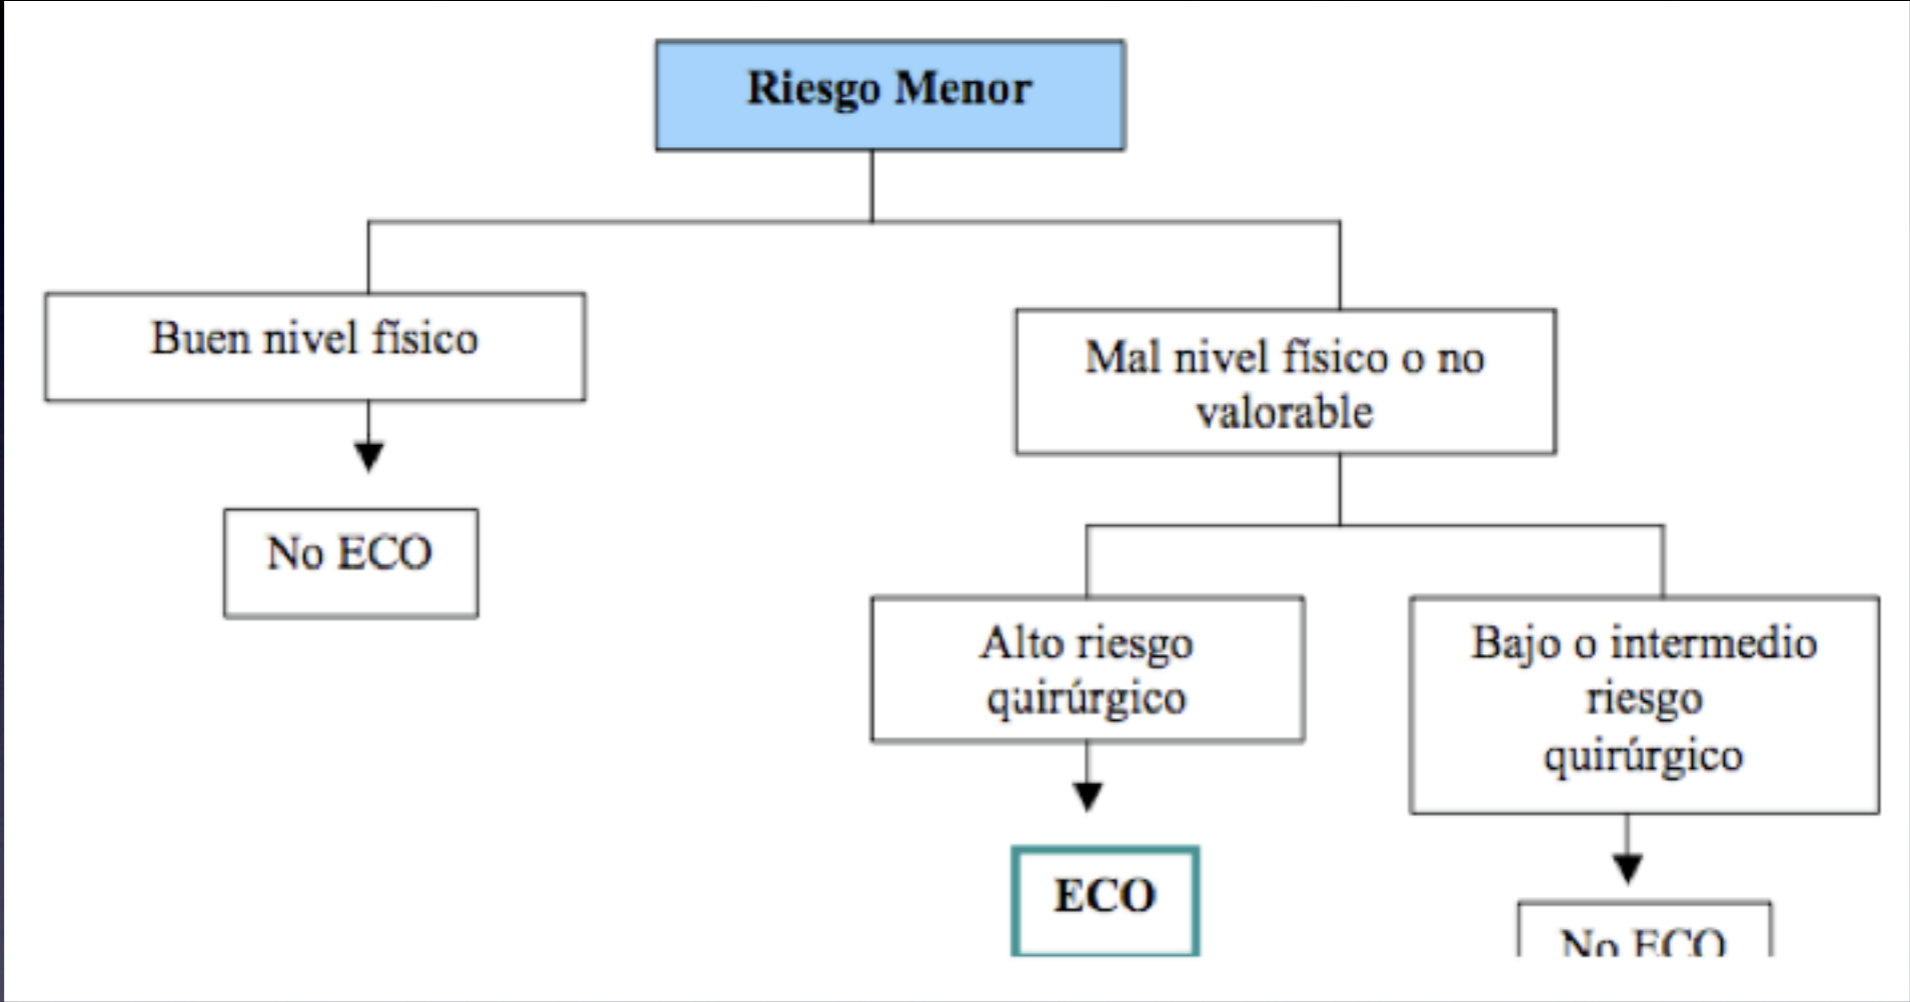 Riesgo Menor
Buen nivel físico
Mal nivel físico o no
valorable
No ECO
Alto riesgo
quirúrgico
Bajo o intermedio
riesgo
quirúrgico
ECO
No ECO